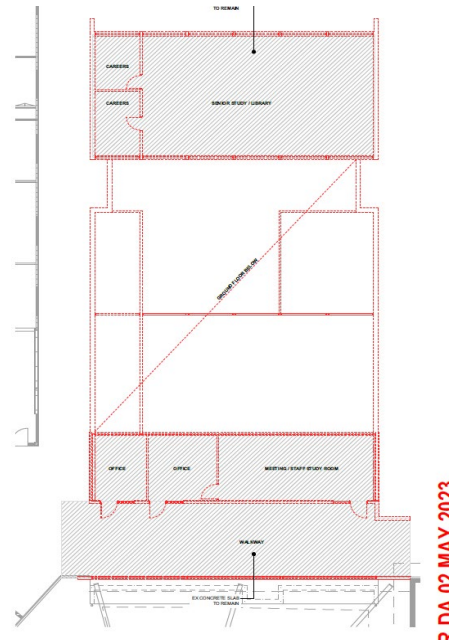 TO REMAIN
CAREERS
CAREERS
SENIOR STUDY / LIBRARY
GROUND FLOOR BELOW
OFFICE
OFFICE
MEETING / STAFF STUDY ROOM
WALKWAY
EX CONCRETE SLAB
TO REMAIN
R DA 02 MAY 2023